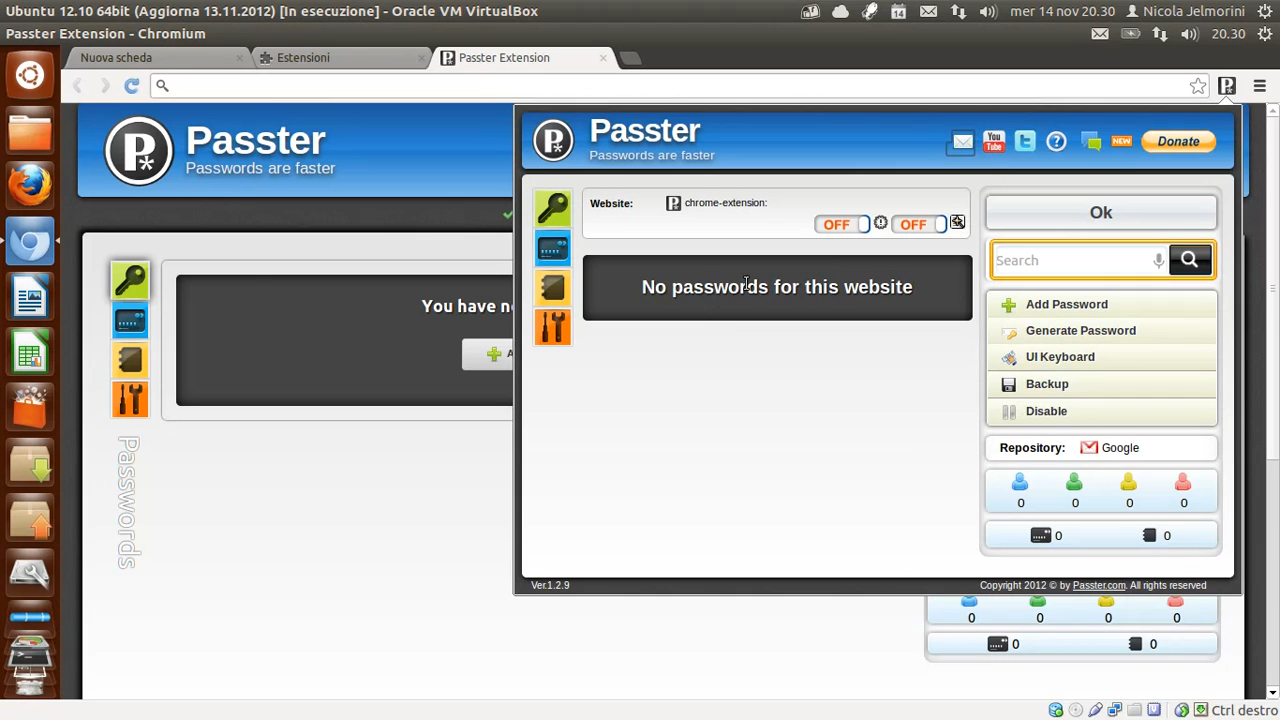 Ubuntu 12.10 64bit (Aggiorna 13.11.2012) [In esecuzione] - Oracle VM VirtualBox
14 mer 14 nov 20.30 Nicola Jelmorini
Passter Extension - Chromium
20.30
Nuova scheda
Estensioni
Passter Extension
Passter
Passwords are faster
Passter
Passwords are faster
You Tube
NEW
Donate
Website: chrome-extension:
OFF OFF
Ok
Search
No passwords for this website
You have n
A
Add Password
Generate Password
UI Keyboard
Backup
Disable
Repository: Google
0 0 0 0
0 0
Passwords
Ver.1.2.9
Copyright 2012 © by Passter.com. All rights reserved
0 0 0 0
0 0
Ctrl destro